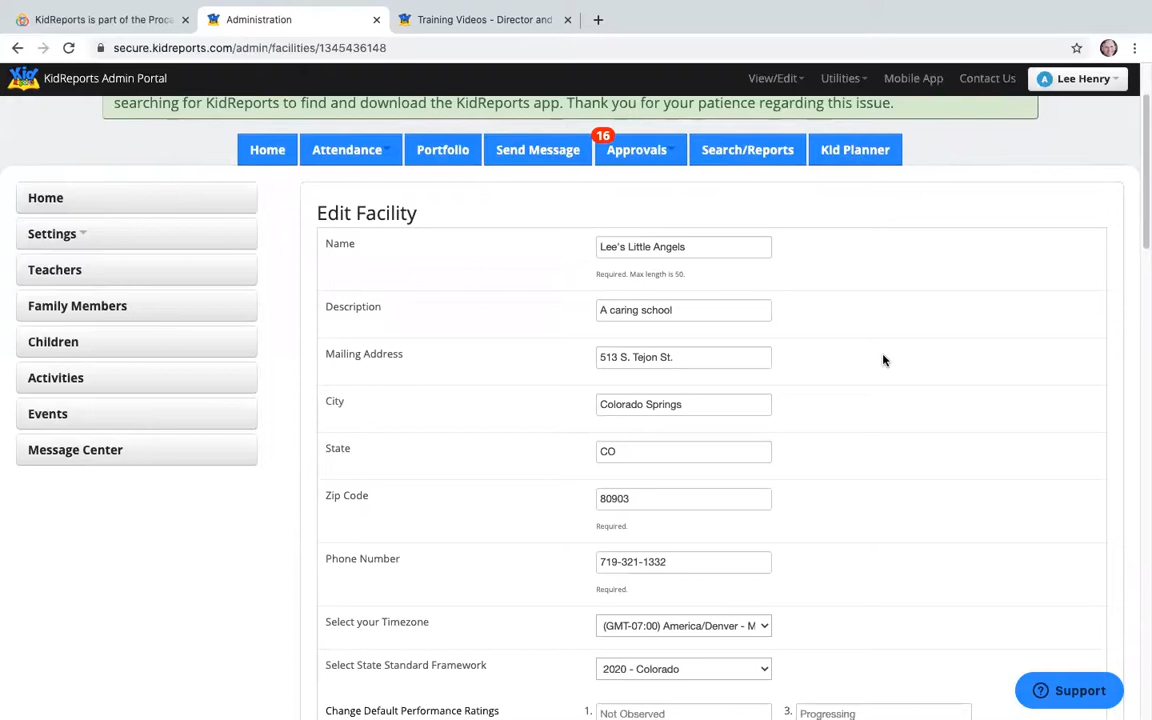 KidReports is part of the Proc
Administration
Training Videos - Director and
secure.kidreports.com/admin/facilities/1345436148
KidReports Admin Portal
View/Edit
Utilities
Mobile App
Contact Us
A
Lee Henry
searching for KidReports to find and download the KidReports app. Thank you for your patience regarding this issue.
Home
Attendance
Portfolio
Send Message
16
Approvals
Search/Reports
Kid Planner
Home
Settings
Teachers
Family Members
Children
Activities
Events
Message Center
Edit Facility
Name
Lee's Little Angels
Required. Max length is 50.
Description
A caring school
Mailing Address
513 S. Tejon St.
City
Colorado Springs
State
CO
Zip Code
80903
Required.
Phone Number
719-321-1332
Required.
Select your Timezone
(GMT-07:00) America/Denver - M
Select State Standard Framework
2020 - Colorado
Change Default Performance Ratings
1.
Not Observed
3.
Progressing
Support